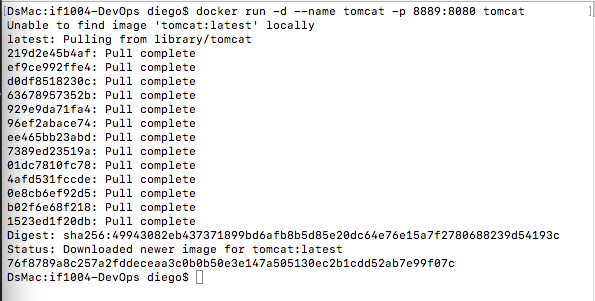 [DsMac:if1004-DevOps diego$ docker run -d --name tomcat -p 8889:8080 tomcat ]
Unable to find image 'tomcat:latest' locally
latest: Pulling from library/tomcat
219d2e45b4af: Pull complete
ef9ce992ffe4: Pull complete
d0df8518230c: Pull complete
63678957352b: Pull complete
929e9da71fa4: Pull complete
96ef2abace74: Pull complete
ee465bb23abd: Pull complete
7389ed23519a: Pull complete
01dc7810fc78: Pull complete
4afd531fccde: Pull complete
0e8cb6ef92d5: Pull complete
b02f6e68f218: Pull complete
1523ed1f20db: Pull complete
Digest: sha256:49943082eb437371899bd6afb8b5d85e20dc64e76e15a7f2780688239d54193c
Status: Downloaded newer image for tomcat:latest
76f8789a8c257a2fddeceaa3c0b0b50e3e147a505130ec2b1cdd52ab7e99f07c
DsMac:if1004-DevOps diego$